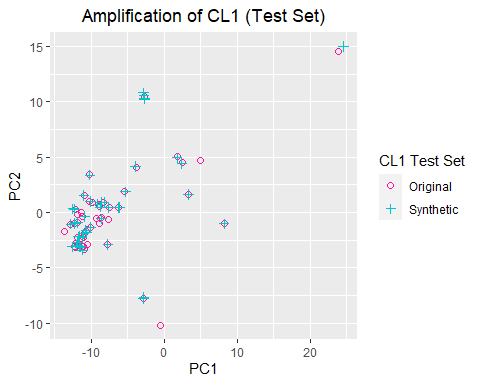 Amplification of CL1 (Test Set)
15
10
5
0
-5
-10
PC2
-10
0
10
20
PC1
CL1 Test Set
Original
Synthetic